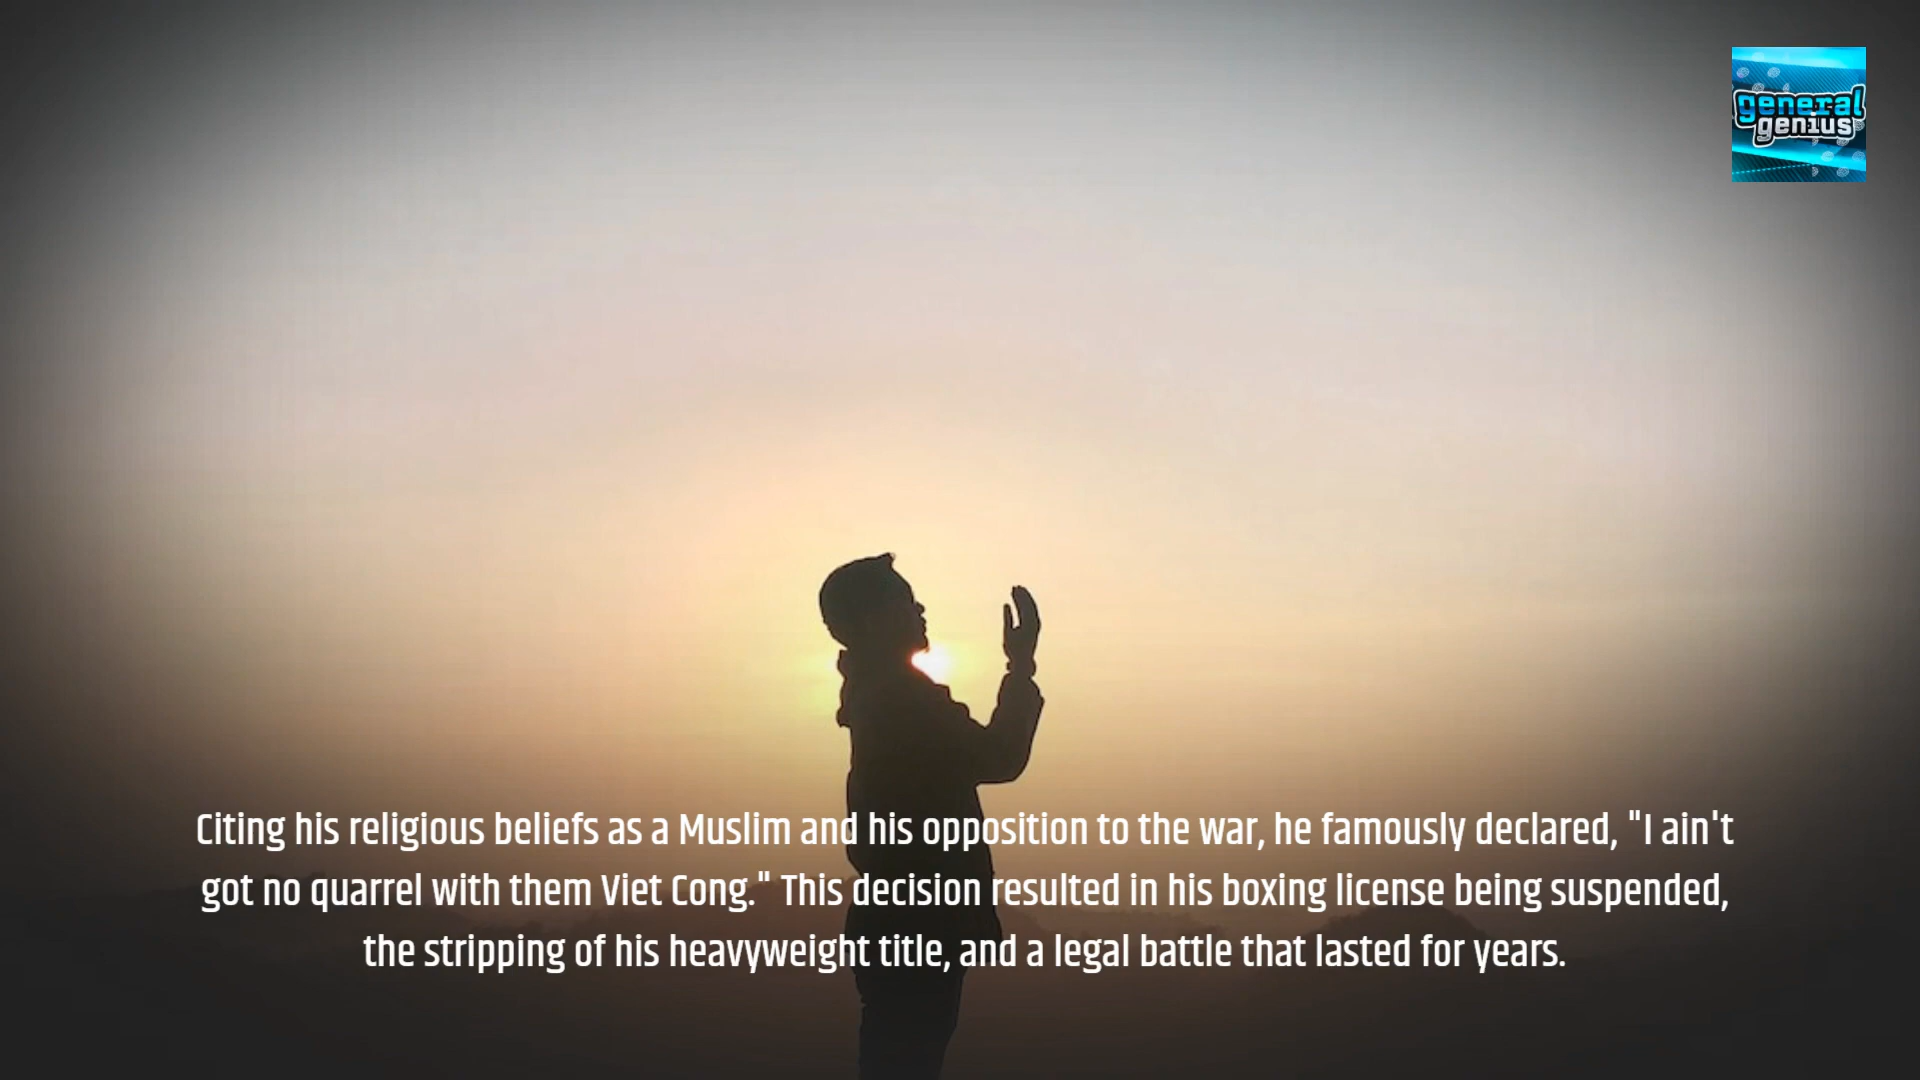 general
genius
Citing his religious beliefs as a Muslim and his opposition to the war, he famously declared, "I ain't
got no quarrel with them Viet Cong." This decision resulted in his boxing license being suspended,
the stripping of his heavyweight title, and a legal battle that lasted for years.